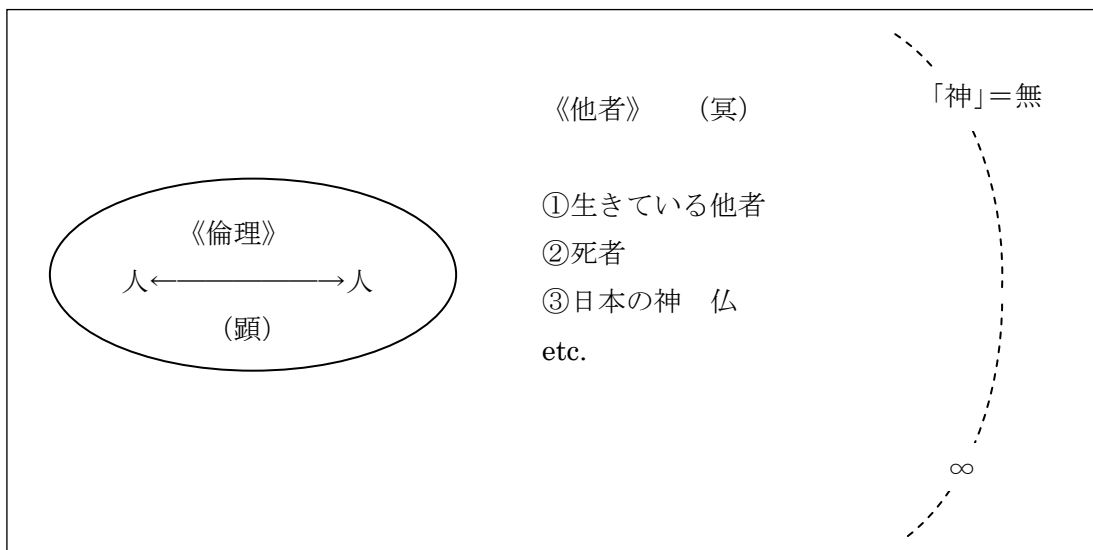 「神」＝無
《他者》　（冥）
①生きている他者
②死者
③日本の神　仏
etc.
《倫理》
人←→人
（顕）
∞